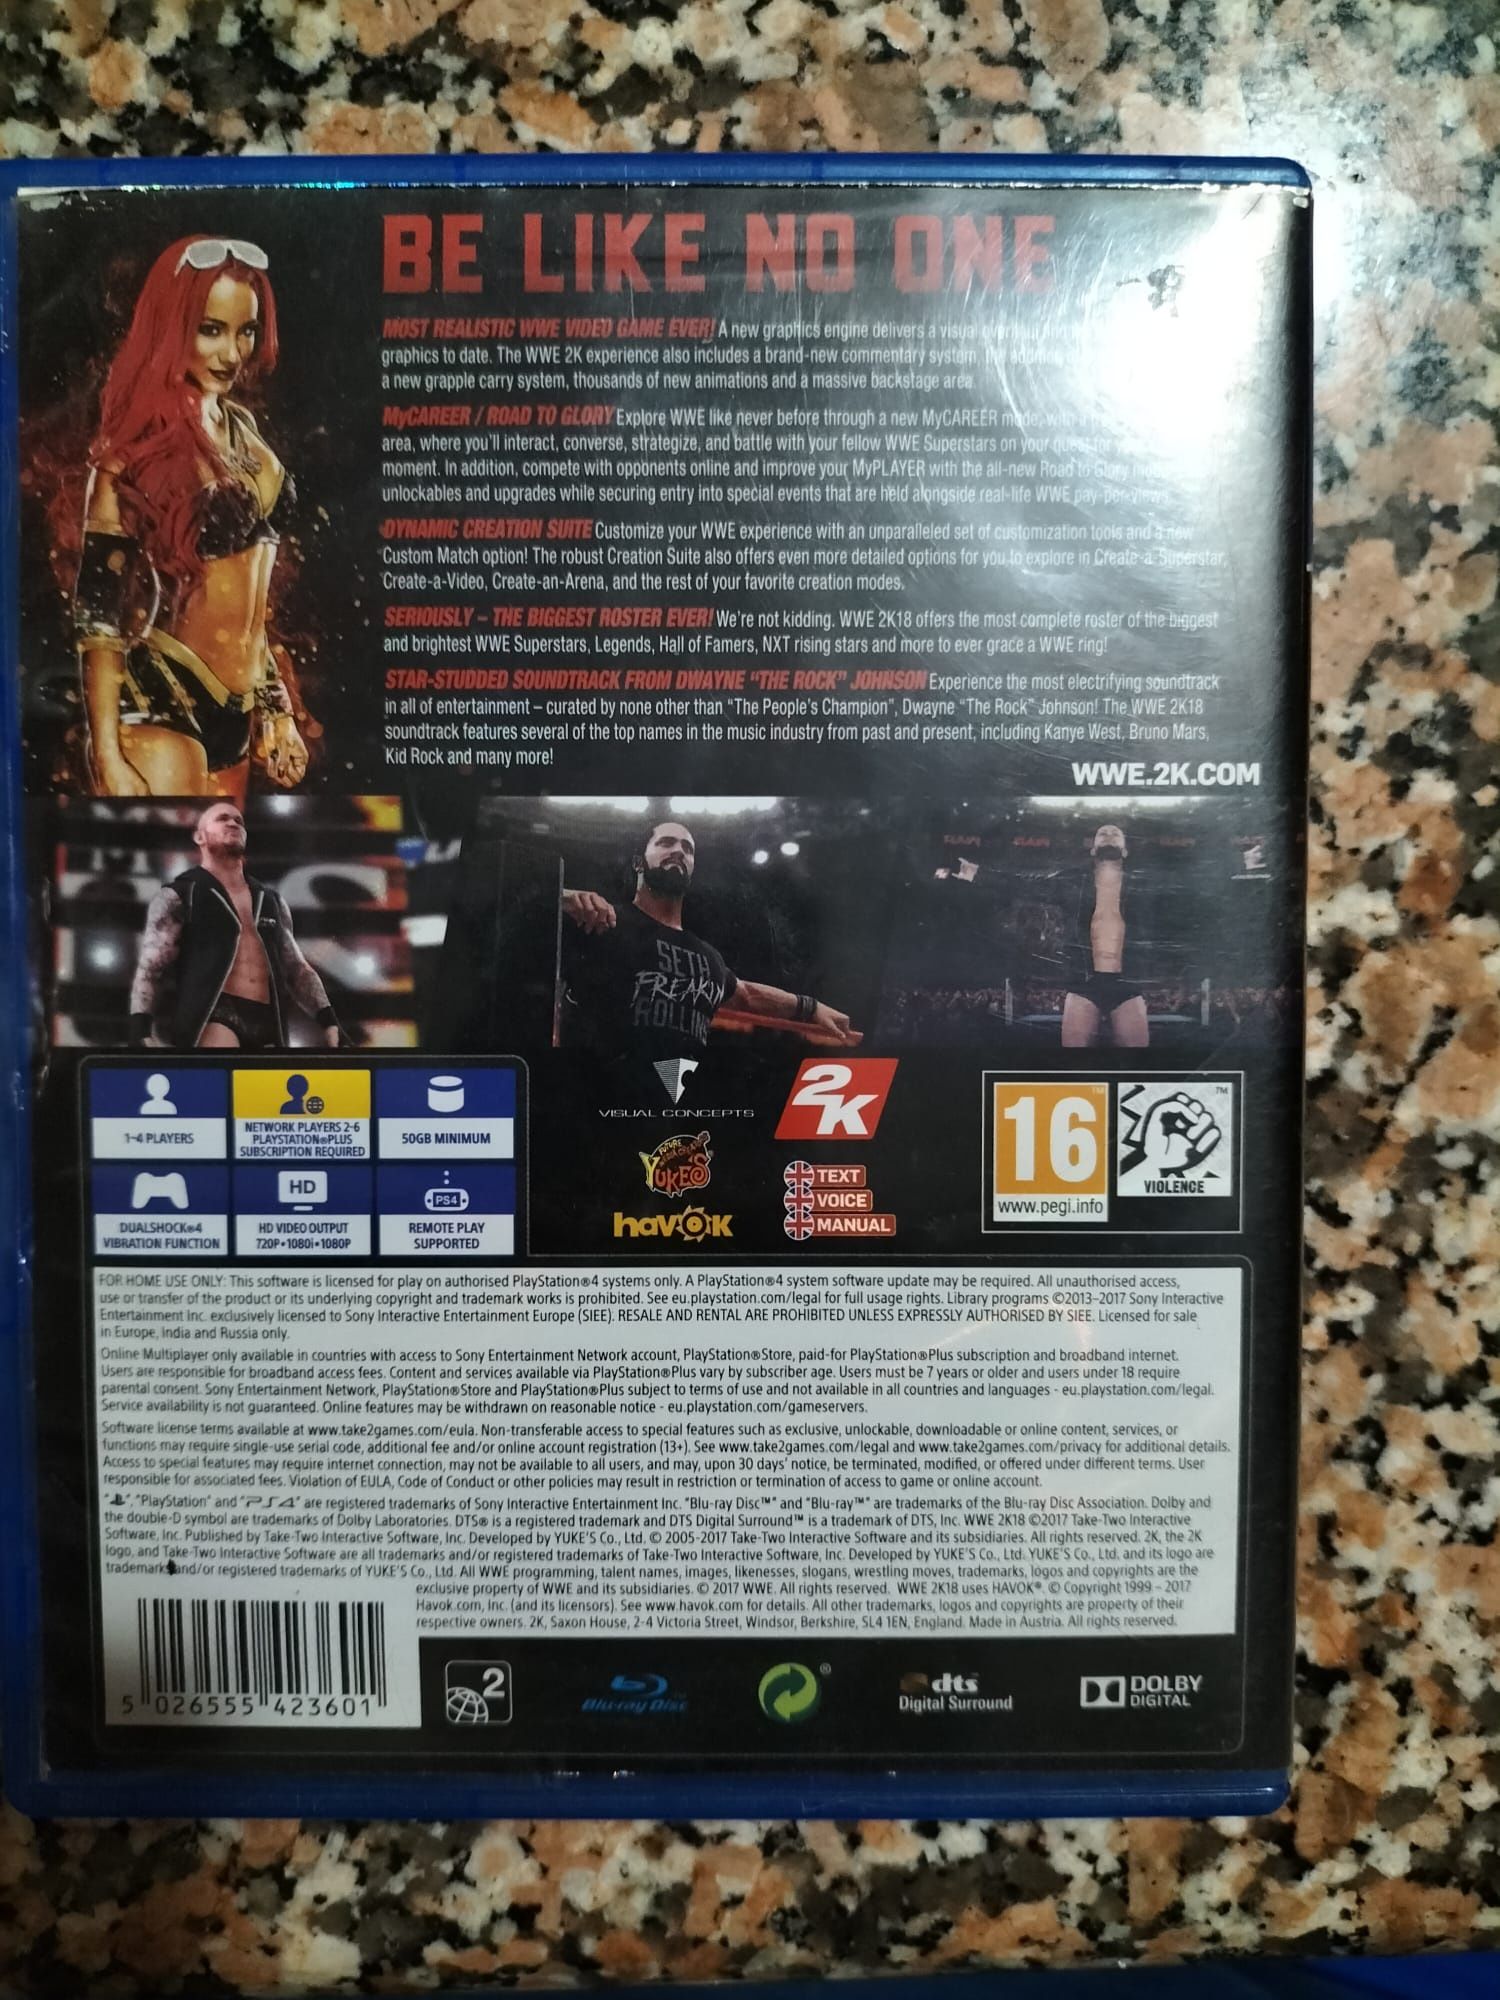 BE LIKE NO ONE
MOST REALISTIC WWE VIDEO GAME EVER! A new graphics engine delivers a visual
graphics to date. The WWE 2K experience also includes a brand-new commentary system,
a new grapple carry system, thousands of new animations and a massive backstage area
MyCAREER / ROAD TO GLORY Explore WWE like never before through a new MyCAREER mode, with a
area, where you'll interact, converse, strategize, and battle with your fellow WWE Superstars on your quest for
moment. In addition, compete with opponents online and improve your MyPLAYER with the all-new Road to Glory
unlockables and upgrades while securing entry into special events that are held alongside real-life WWE pay-per-views.
DYNAMIC CREATION SUITE Customize your WWE experience with an unparalleled set of customization tools and a new
Custom Match option! The robust Creation Suite also offers even more detailed options for you to explore in Create-a-Superstar,
Create-a-Video, Create-an-Arena, and the rest of your favorite creation modes.
SERIOUSLY – THE BIGGEST ROSTER EVER! We're not kidding. WWE 2K18 offers the most complete roster of the biggest
and brightest WWE Superstars, Legends, Hall of Famers, NXT rising stars and more to ever grace a WWE ring!
STAR-STUDDED SOUNDTRACK FROM DWAYNE "THE ROCK" JOHNSON Experience the most electrifying soundtrack
in all of entertainment – curated by none other than "The People's Champion", Dwayne "The Rock" Johnson! The WWE 2K18
soundtrack features several of the top names in the music industry from past and present, including Kanye West, Bruno Mars,
Kid Rock and many more!
WWE.2K.COM
SETH
FREAKIN
ROLLINS
1-4 PLAYERS
NETWORK PLAYERS 2-6
PLAYSTATION®PLUS
SUBSCRIPTION REQUIRED
50GB MINIMUM
DUALSHOCK®4
VIBRATION FUNCTION
HD
HD VIDEO OUTPUT
720P•1080i•1080P
PS4
REMOTE PLAY
SUPPORTED
VISUAL CONCEPTS
YUKE'S
havok
2K
TEXT
VOICE
MANUAL
16
www.pegi.info
VIOLENCE
FOR HOME USE ONLY: This software is licensed for play on authorised PlayStation®4 systems only. A PlayStation®4 system software update may be required. All unauthorised access,
use or transfer of the product or its underlying copyright and trademark works is prohibited. See eu.playstation.com/legal for full usage rights. Library programs ©2013–2017 Sony Interactive
Entertainment Inc. exclusively licensed to Sony Interactive Entertainment Europe (SIEE). RESALE AND RENTAL ARE PROHIBITED UNLESS EXPRESSLY AUTHORISED BY SIEE. Licensed for sale
in Europe, India and Russia only.
Online Multiplayer only available in countries with access to Sony Entertainment Network account, PlayStation®Store, paid-for PlayStation®Plus subscription and broadband internet.
Users are responsible for broadband access fees. Content and services available via PlayStation®Plus vary by subscriber age. Users must be 7 years or older and users under 18 require
parental consent. Sony Entertainment Network, PlayStation®Store and PlayStation®Plus subject to terms of use and not available in all countries and languages - eu.playstation.com/legal.
Service availability is not guaranteed. Online features may be withdrawn on reasonable notice - eu.playstation.com/gameservers.
Software license terms available at www.take2games.com/eula. Non-transferable access to special features such as exclusive, unlockable, downloadable or online content, services, or
functions may require single-use serial code, additional fee and/or online account registration (13+). See www.take2games.com/legal and www.take2games.com/privacy for additional details.
Access to special features may require internet connection, may not be available to all users, and may, upon 30 days' notice, be terminated, modified, or offered under different terms. User
responsible for associated fees. Violation of EULA, Code of Conduct or other policies may result in restriction or termination of access to game or online account.
"PlayStation" and "PS4" are registered trademarks of Sony Interactive Entertainment Inc. "Blu-ray Disc™" and "Blu-ray™" are trademarks of the Blu-ray Disc Association. Dolby and
the double-D symbol are trademarks of Dolby Laboratories. DTS® is a registered trademark and DTS Digital Surround™ is a trademark of DTS, Inc. WWE 2K18 ©2017 Take-Two Interactive
Software, Inc. Published by Take-Two Interactive Software, Inc. Developed by YUKE'S Co., Ltd. © 2005-2017 Take-Two Interactive Software and its subsidiaries. All rights reserved. 2K, the 2K
logo, and Take-Two Interactive Software are all trademarks and/or registered trademarks of Take-Two Interactive Software, Inc. Developed by YUKE'S Co., Ltd. YUKE'S Co., Ltd. and its logo are
trademarks and/or registered trademarks of YUKE'S Co., Ltd. All WWE programming, talent names, images, likenesses, slogans, wrestling moves, trademarks, logos and copyrights are the
exclusive property of WWE and its subsidiaries. © 2017 WWE. All rights reserved. WWE 2K18 uses HAVOK®. © Copyright 1999 – 2017
Havok.com, Inc. (and its licensors). See www.havok.com for details. All other trademarks, logos and copyrights are property of their
respective owners. 2K, Saxon House, 2-4 Victoria Street, Windsor, Berkshire, SL4 1EN, England. Made in Austria. All rights reserved.
5 026555 423601
2
Blu-ray Disc
dts
Digital Surround
DOLBY
DIGITAL